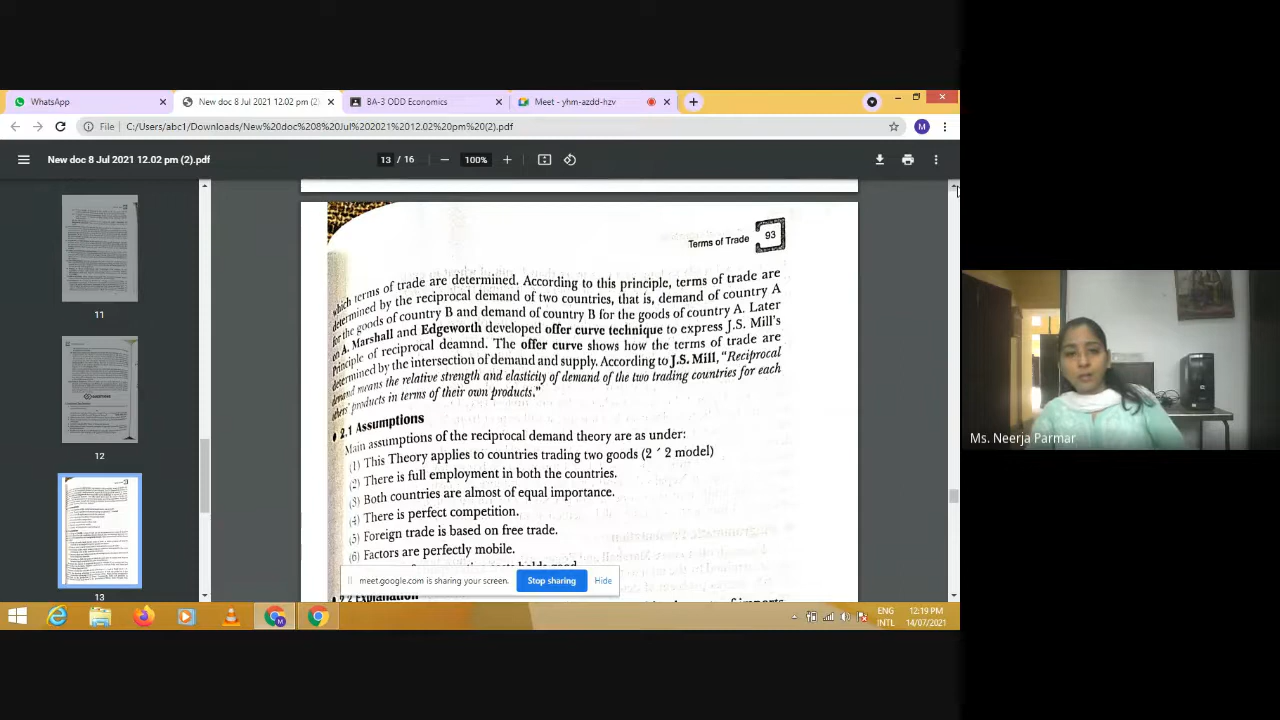 WhatsApp
New doc 8 Jul 2021 12.02 pm (2)
BA-3 ODD Economics
Meet - yhm-azdd-hzv
File
C:/Users/abc1/Downloads/New%20doc%208%20Jul%202021%2012.02%20pm%20(2).pdf
M
New doc 8 Jul 2021 12.02 pm (2).pdf
13 / 16
100%
11
12
13
Terms of Trade 93
which terms of trade are determined. According to this principle, terms of trade are
determined by the reciprocal demand of two countries, that is, demand of country A
for the goods of country B and demand of country B for the goods of country A. Later
on A. Marshall and Edgeworth developed offer curve technique to express J.S. Mill's
Principle of reciprocal deamnd. The offer curve shows how the terms of trade are
determined by the intersection of demand and supply. According to J.S. Mill, "Reciprocal
demand means the relative strength and elasticity of demand of the two trading countries for each
others' products in terms of their own products."
2.1 Assumptions
Main assumptions of the reciprocal demand theory are as under:
(1) This Theory applies to countries trading two goods (2 ´ 2 model)
(2) There is full employment in both the countries.
(3) Both countries are almost of equal importance.
(4) There is perfect competition.
(5) Foreign trade is based on free trade.
(6) Factors are perfectly mobile.
holds good
2.2 Explanation
of imports
meet.google.com is sharing your screen.
Stop sharing
Hide
Ms. Neerja Parmar
ENG
INTL
12:19 PM
14/07/2021